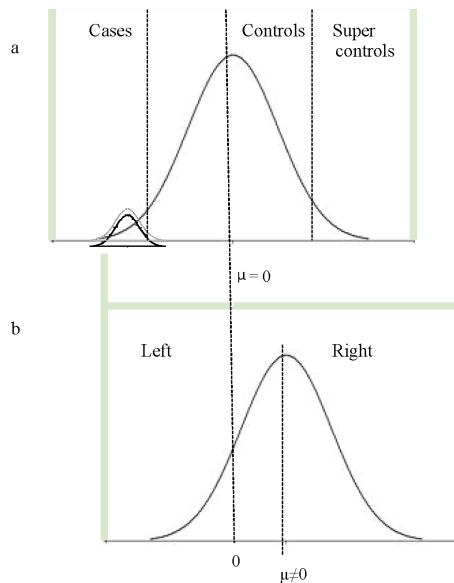 a
Cases
Controls
Super
controls
μ = 0
b
Left
Right
0
μ≠0